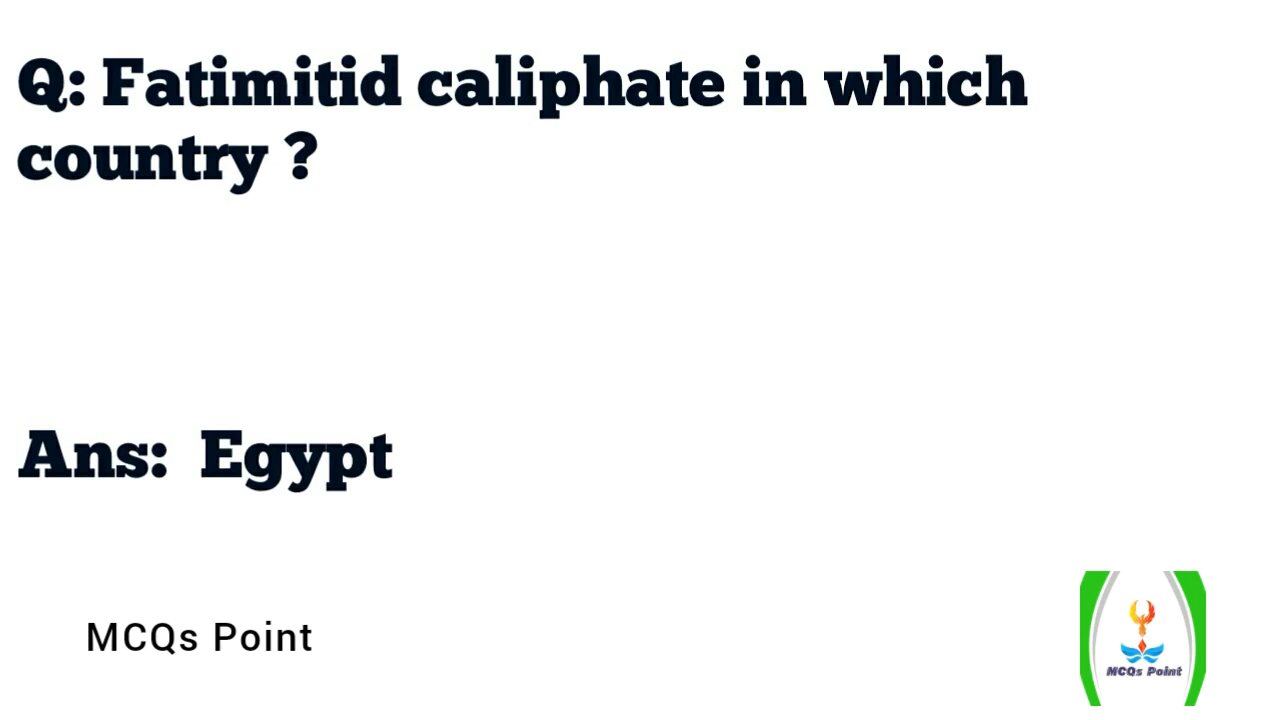 Q: Fatimitid caliphate in which
country ?
Ans: Egypt
MCQs Point
MCQs Point